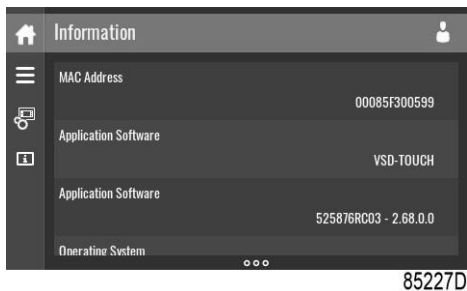 Information
MAC Address
00085F300599
Application Software
VSD-TOUCH
Application Software
525876RC03 - 2.68.0.0
Operating System
85227D